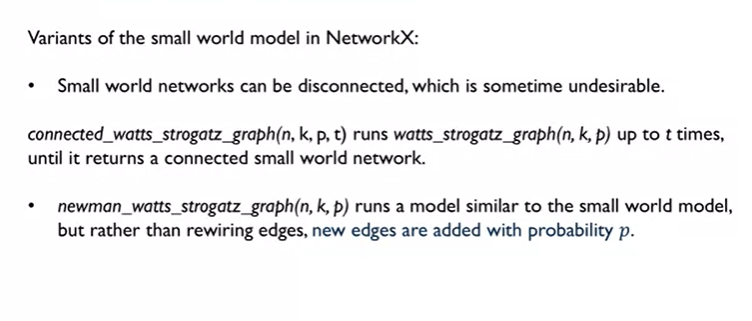 Variants of the small world model in NetworkX:
• Small world networks can be disconnected, which is sometime undesirable.
connected_watts_strogatz_graph(n, k, p, t) runs watts_strogatz_graph(n, k, p) up to t times,
until it returns a connected small world network.
• newman_watts_strogatz_graph(n, k, p) runs a model similar to the small world model,
but rather than rewiring edges, new edges are added with probability p.